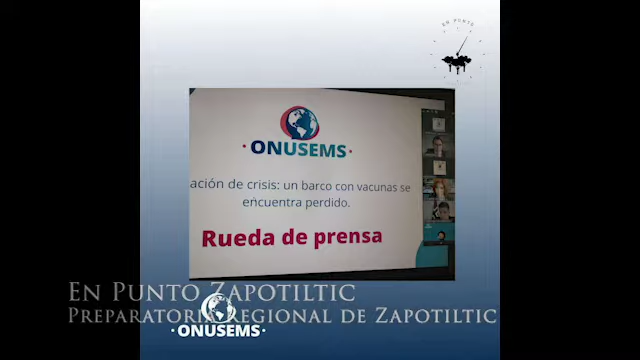 EN PUNTO
· ONUSEMS ·
ación de crisis: un barco con vacunas se
encuentra perdido.
Rueda de prensa
EN PUNTO ZAPOTILTIC
PREPARATORIA REGIONAL DE ZAPOTILTIC
· ONUSEMS ·